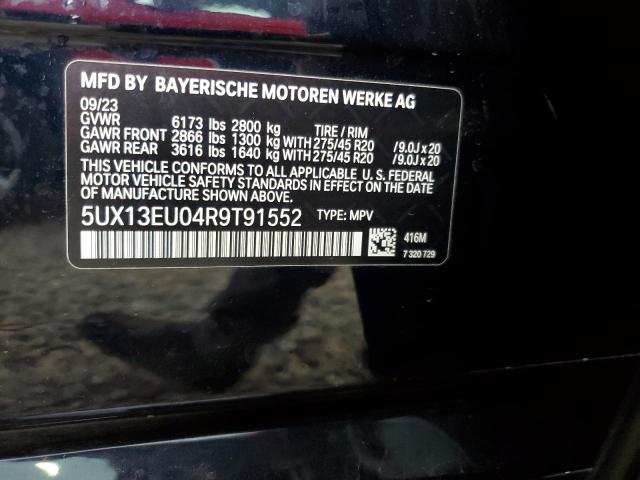 MFD BY BAYERISCHE MOTOREN WERKE AG
09/23
GVWR 6173 lbs 2800 kg TIRE / RIM
GAWR FRONT 2866 lbs 1300 kg WITH 275/45 R20 / 9.0J x 20
GAWR REAR 3616 lbs 1640 kg WITH 275/45 R20 / 9.0J x 20
THIS VEHICLE CONFORMS TO ALL APPLICABLE U. S. FEDERAL
MOTOR VEHICLE SAFETY STANDARDS IN EFFECT ON THE DATE
OF MANUFACTURE SHOWN ABOVE.
5UX13EU04R9T91552 TYPE: MPV
416M
7 320 729